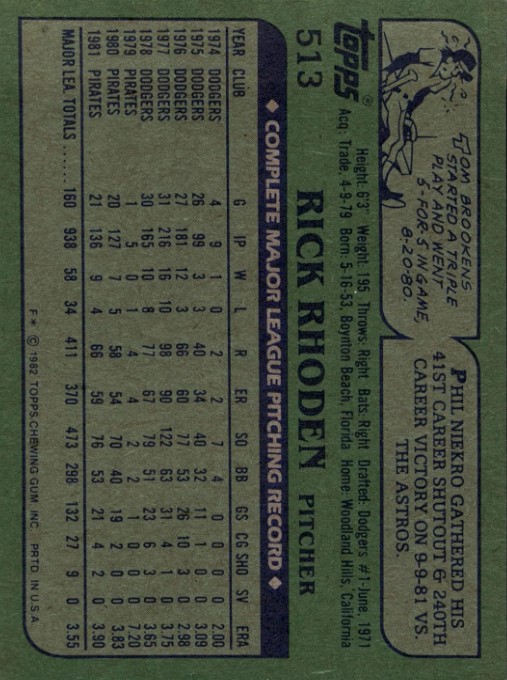 TOM BROOKENS
STARTED A TRIPLE
PLAY AND WENT
5-FOR-5 IN GAME,
8-20-80.
PHIL NIEKRO GATHERED HIS
41ST CAREER SHUTOUT & 240TH
CAREER VICTORY ON 9-9-81 VS.
THE ASTROS.
topps®
Height: 6'3" Weight: 195 Throws: Right Bats: Right Drafted: Dodgers #1-June, 1971
Acq: Trade, 4-9-79 Born: 5-16-53, Boynton Beach, Florida Home: Woodland Hills, California
513 RICK RHODEN PITCHER
◆ COMPLETE MAJOR LEAGUE PITCHING RECORD ◆
YEAR CLUB G IP W L R ER SO BB GS CG SHO SV ERA
1974 DODGERS 4 9 1 0 2 2 7 4 0 0 0 0 2.00
1975 DODGERS 26 99 3 3 40 34 40 32 11 1 0 0 3.09
1976 DODGERS 27 181 12 3 66 60 77 53 26 10 3 0 2.98
1977 DODGERS 31 216 16 10 98 90 122 63 31 4 1 0 3.75
1978 DODGERS 30 165 10 8 77 67 79 51 23 6 3 0 3.65
1979 PIRATES 1 5 0 1 4 4 2 2 1 0 0 0 7.20
1980 PIRATES 20 127 7 5 58 54 70 40 19 2 0 0 3.83
1981 PIRATES 21 136 9 4 66 59 76 53 21 4 2 0 3.90
MAJOR LEA. TOTALS ...... 160 938 58 34 411 370 473 298 132 27 9 0 3.55
F* © 1982 TOPPS CHEWING GUM INC. PRTD IN U.S.A.